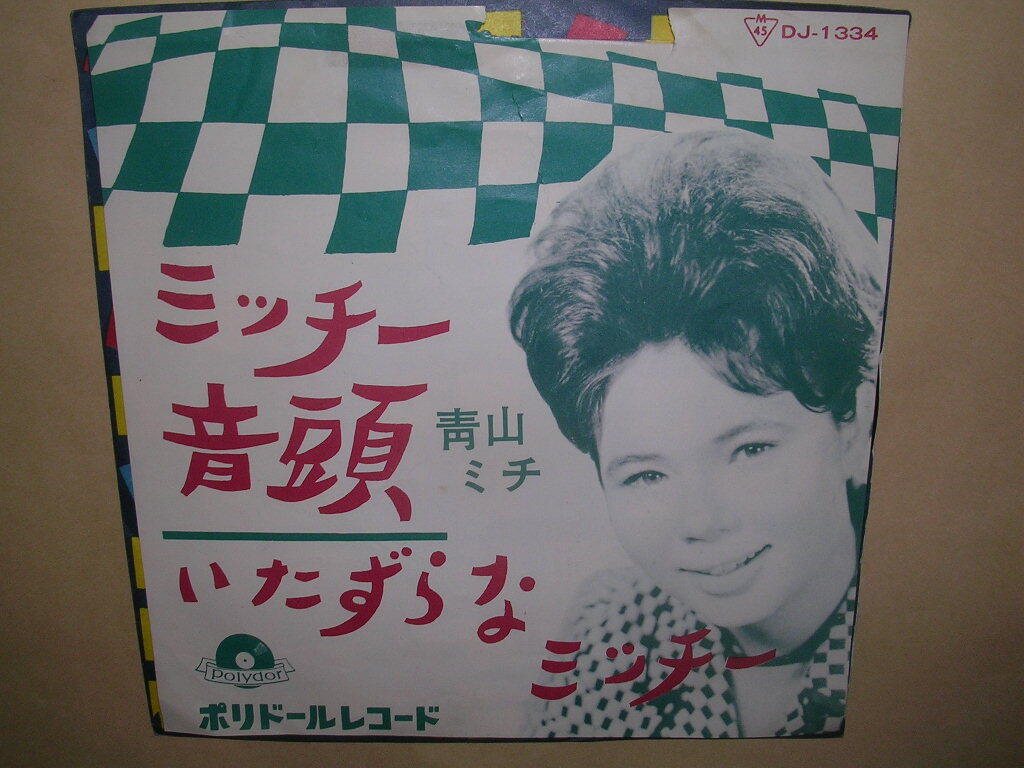 M
45
DJ-1334
ミッチー
音頭
青山
ミチ
いたずらな
ミッチー
polydor
ポリドールレコード